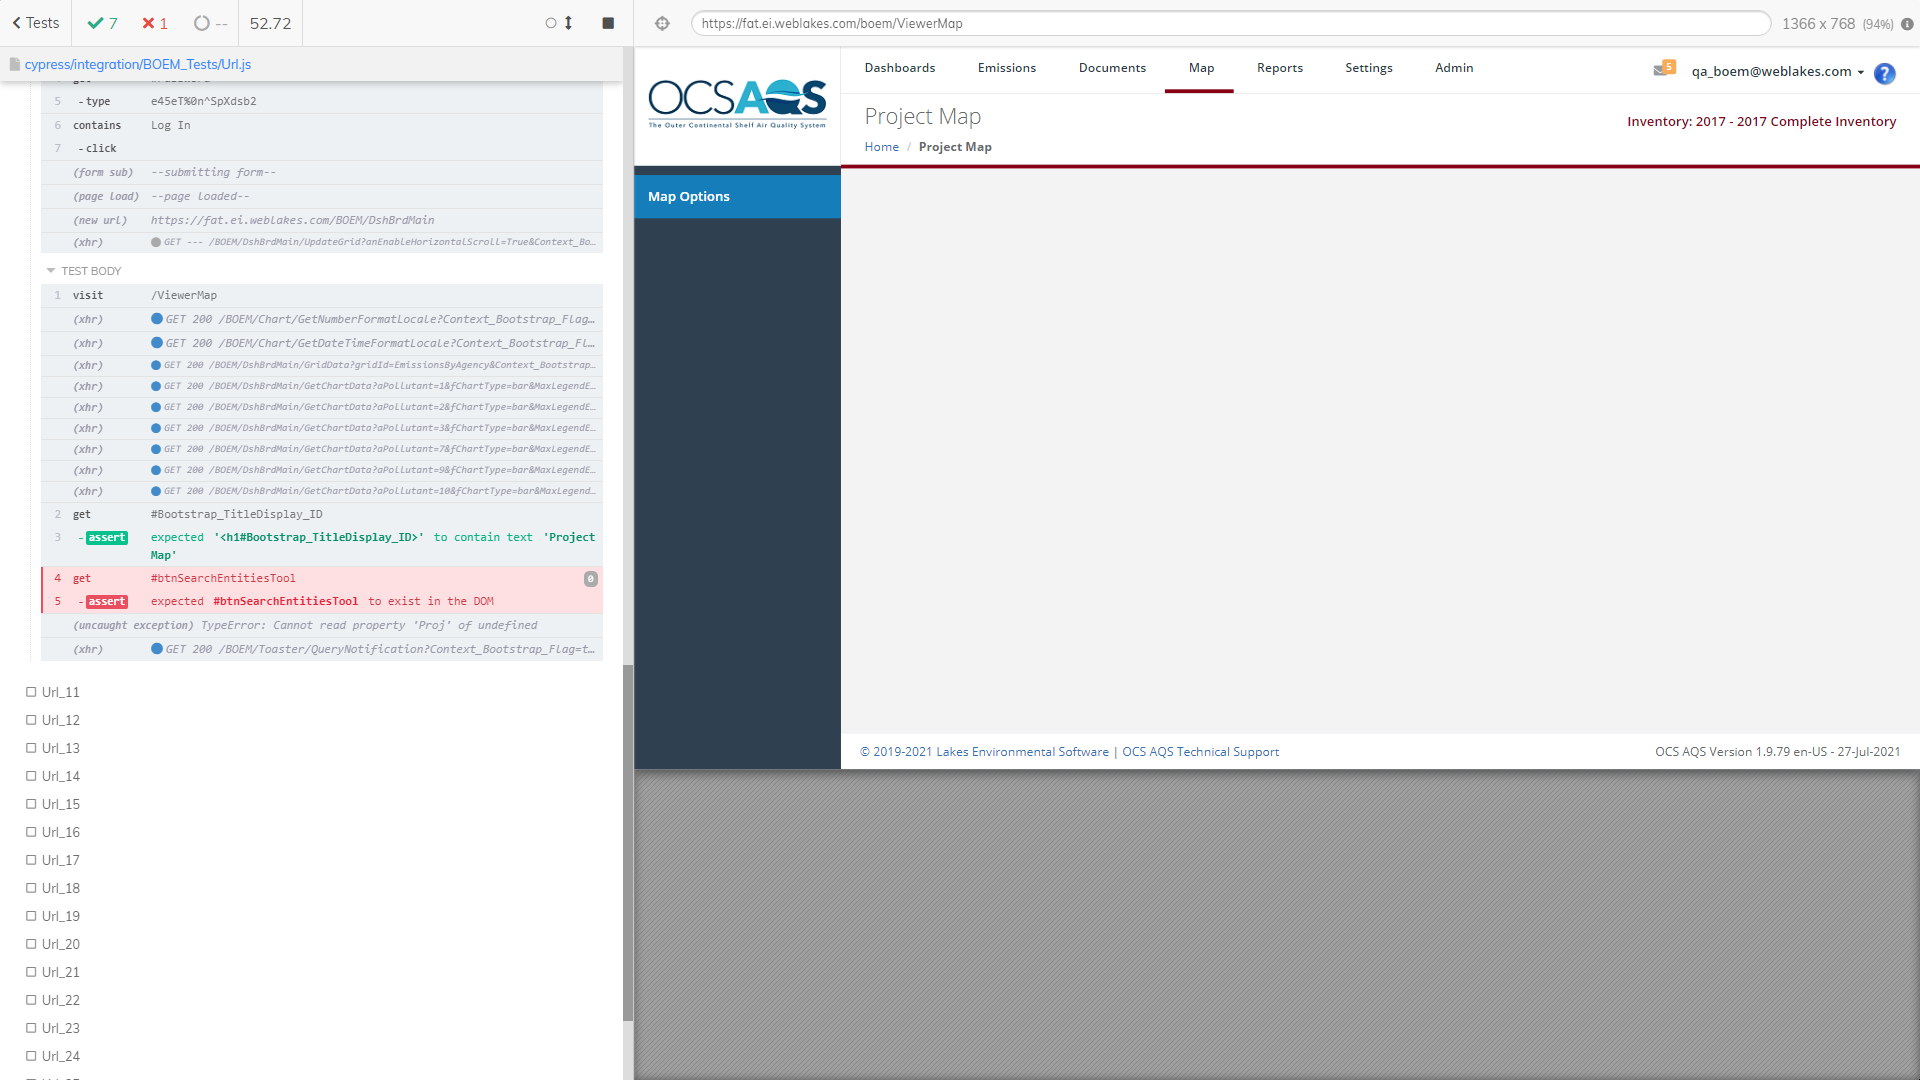 Tests
7
1
--
52.72
cypress/integration/BOEM_Tests/Url.js
5 -type e45eT%0n^SpXdsb2
6 contains Log In
7 -click
(form sub) --submitting form--
(page load) --page loaded--
(new url) https://fat.ei.weblakes.com/BOEM/DshBrdMain
(xhr) GET --- /BOEM/DshBrdMain/UpdateGrid?anEnableHorizontalScroll=True&Context_Bo...
TEST BODY
1 visit /ViewerMap
(xhr) GET 200 /BOEM/Chart/GetNumberFormatLocale?Context_Bootstrap_Flag...
(xhr) GET 200 /BOEM/Chart/GetDateTimeFormatLocale?Context_Bootstrap_Fl...
(xhr) GET 200 /BOEM/DshBrdMain/GridData?gridId=EmissionsByAgency&Context_Bootstrap...
(xhr) GET 200 /BOEM/DshBrdMain/GetChartData?aPollutant=1&fChartType=bar&MaxLegendE...
(xhr) GET 200 /BOEM/DshBrdMain/GetChartData?aPollutant=2&fChartType=bar&MaxLegendE...
(xhr) GET 200 /BOEM/DshBrdMain/GetChartData?aPollutant=3&fChartType=bar&MaxLegendE...
(xhr) GET 200 /BOEM/DshBrdMain/GetChartData?aPollutant=7&fChartType=bar&MaxLegendE...
(xhr) GET 200 /BOEM/DshBrdMain/GetChartData?aPollutant=9&fChartType=bar&MaxLegendE...
(xhr) GET 200 /BOEM/DshBrdMain/GetChartData?aPollutant=10&fChartType=bar&MaxLegend...
2 get #Bootstrap_TitleDisplay_ID
3 -assert expected '<h1#Bootstrap_TitleDisplay_ID>' to contain text 'Project
Map'
4 get #btnSearchEntitiesTool 0
5 -assert expected #btnSearchEntitiesTool to exist in the DOM
(uncaught exception) TypeError: Cannot read property 'Proj' of undefined
(xhr) GET 200 /BOEM/Toaster/QueryNotification?Context_Bootstrap_Flag=t...
Url_11
Url_12
Url_13
Url_14
Url_15
Url_16
Url_17
Url_18
Url_19
Url_20
Url_21
Url_22
Url_23
Url_24
https://fat.ei.weblakes.com/boem/ViewerMap
1366 x 768 (94%)
OCSAQS
The Outer Continental Shelf Air Quality System
Dashboards Emissions Documents Map Reports Settings Admin
5
qa_boem@weblakes.com
?
Project Map
Inventory: 2017 - 2017 Complete Inventory
Home / Project Map
Map Options
© 2019-2021 Lakes Environmental Software | OCS AQS Technical Support
OCS AQS Version 1.9.79 en-US - 27-Jul-2021